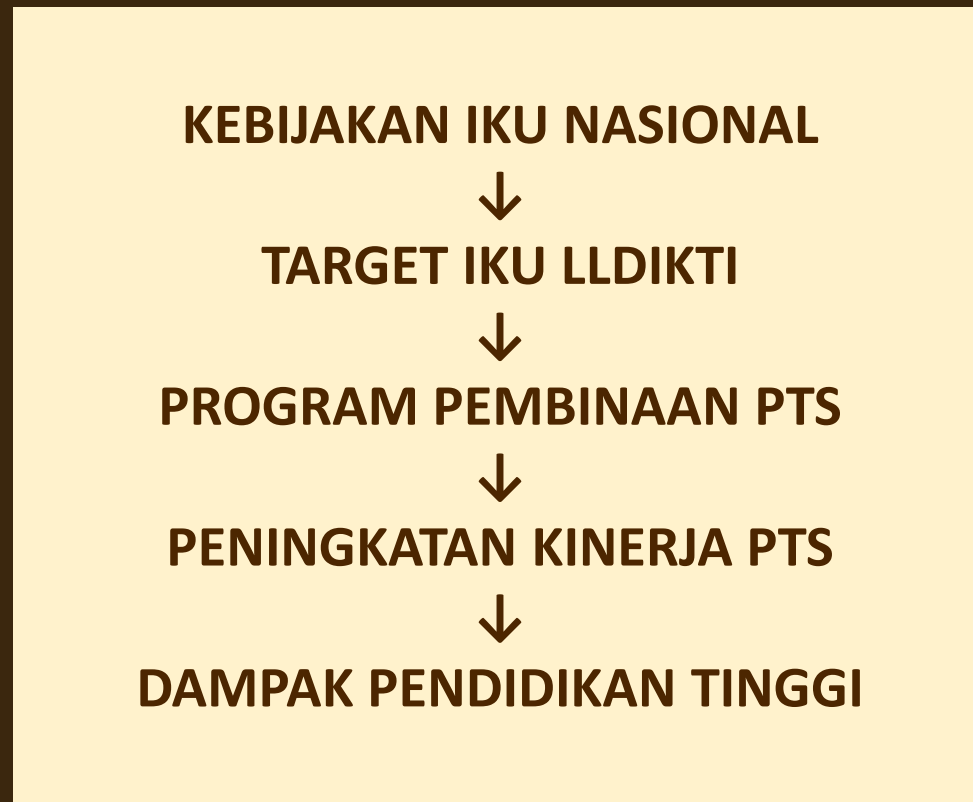 KEBIJAKAN IKU NASIONAL
↓
TARGET IKU LLDIKTI
↓
PROGRAM PEMBINAAN PTS
↓
PENINGKATAN KINERJA PTS
↓
DAMPAK PENDIDIKAN TINGGI